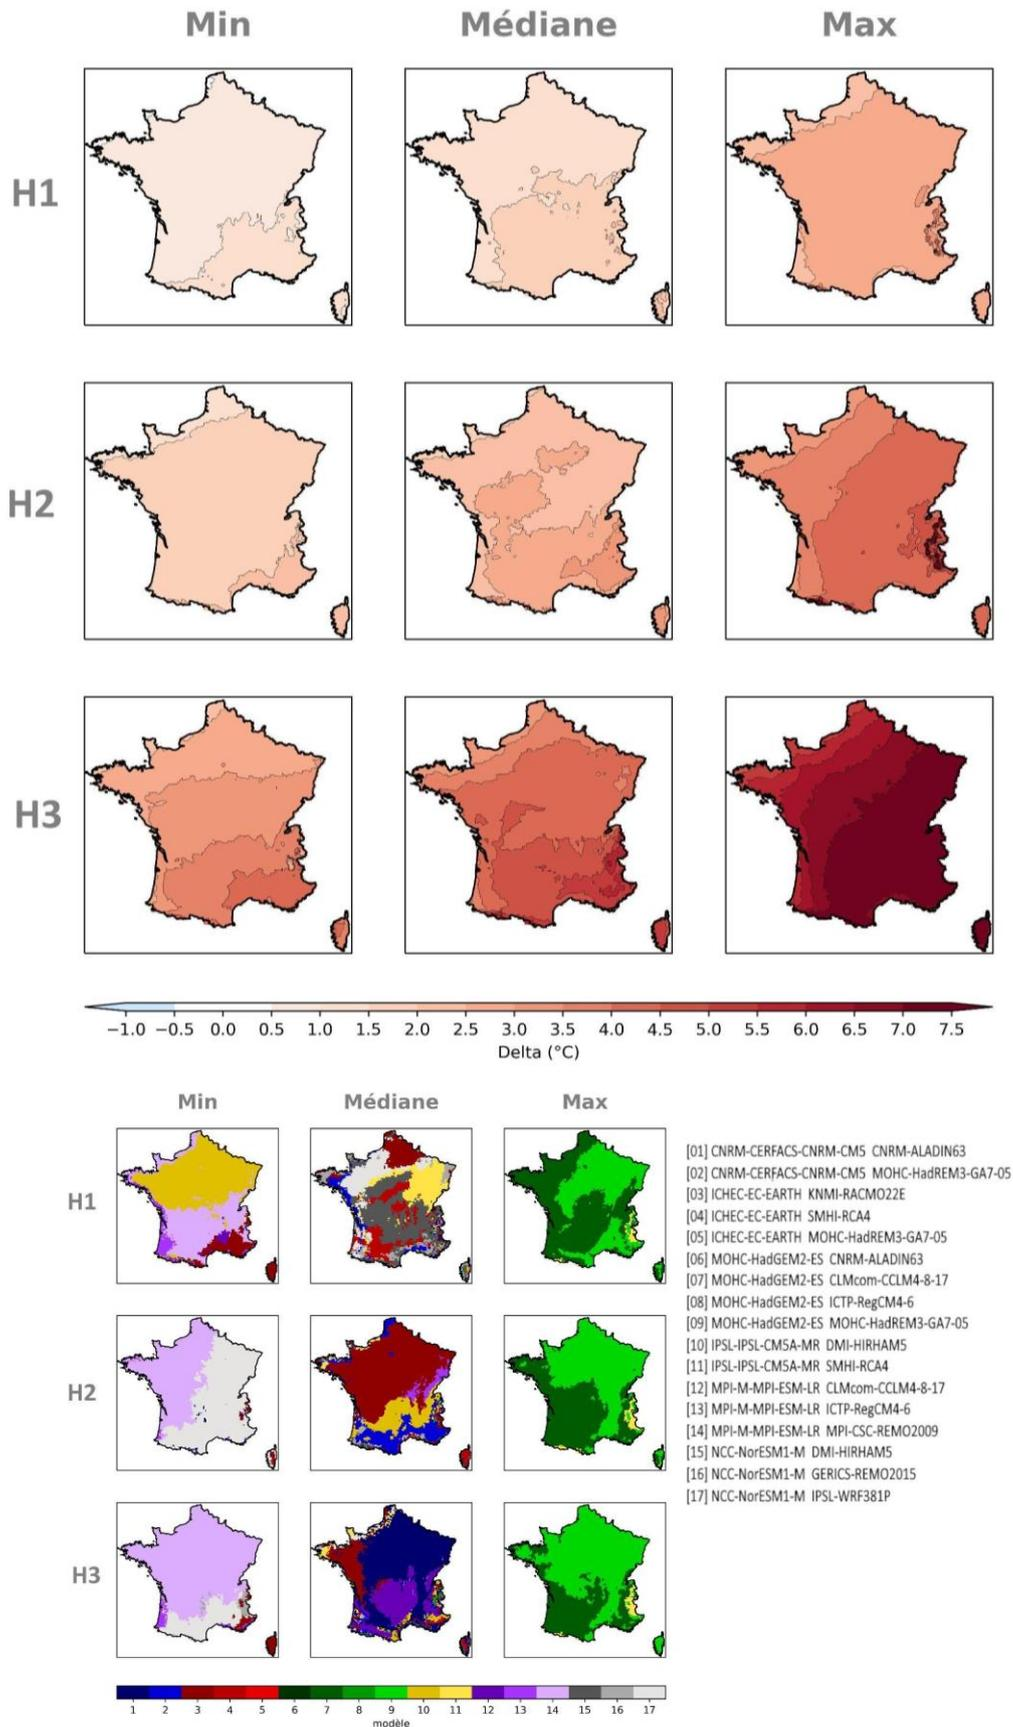 Min Médiane Max
H1
H2
H3
−1.0 −0.5 0.0 0.5 1.0 1.5 2.0 2.5 3.0 3.5 4.0 4.5 5.0 5.5 6.0 6.5 7.0 7.5
Delta (°C)
Min Médiane Max
H1
H2
H3
[01] CNRM-CERFACS-CNRM-CM5 CNRM-ALADIN63
[02] CNRM-CERFACS-CNRM-CM5 MOHC-HadREM3-GA7-05
[03] ICHEC-EC-EARTH KNMI-RACMO22E
[04] ICHEC-EC-EARTH SMHI-RCA4
[05] ICHEC-EC-EARTH MOHC-HadREM3-GA7-05
[06] MOHC-HadGEM2-ES CNRM-ALADIN63
[07] MOHC-HadGEM2-ES CLMcom-CCLM4-8-17
[08] MOHC-HadGEM2-ES ICTP-RegCM4-6
[09] MOHC-HadGEM2-ES MOHC-HadREM3-GA7-05
[10] IPSL-IPSL-CM5A-MR DMI-HIRHAM5
[11] IPSL-IPSL-CM5A-MR SMHI-RCA4
[12] MPI-M-MPI-ESM-LR CLMcom-CCLM4-8-17
[13] MPI-M-MPI-ESM-LR ICTP-RegCM4-6
[14] MPI-M-MPI-ESM-LR MPI-CSC-REMO2009
[15] NCC-NorESM1-M DMI-HIRHAM5
[16] NCC-NorESM1-M GERICS-REMO2015
[17] NCC-NorESM1-M IPSL-WRF381P
1 2 3 4 5 6 7 8 9 10 11 12 13 14 15 16 17
modèle